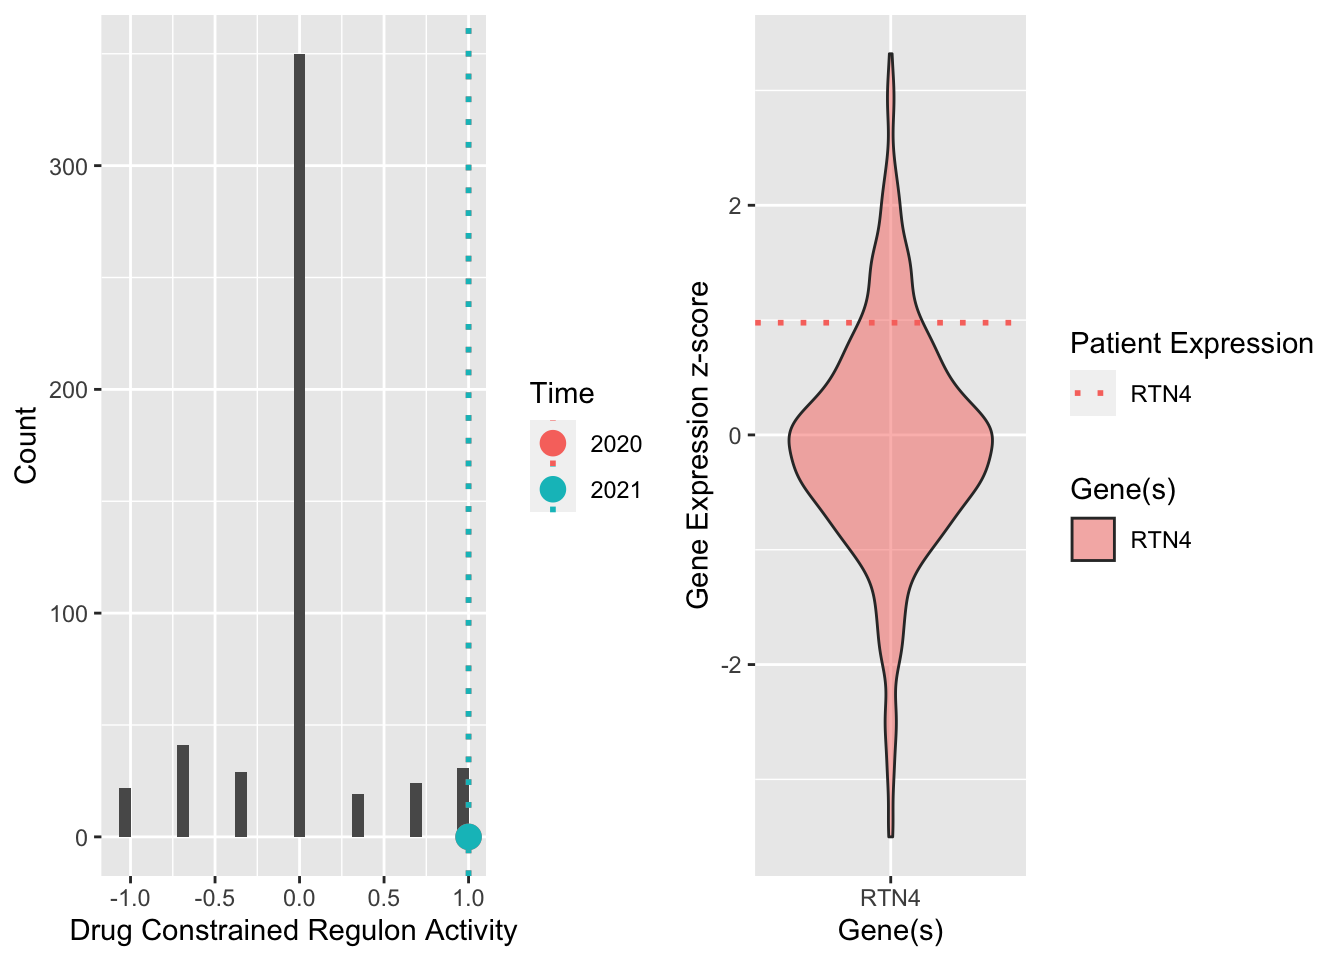 Count
300
200
100
0
-1.0
-0.5
0.0
0.5
1.0
Drug Constrained Regulon Activity
Time
2020
2021
Gene Expression z-score
2
0
-2
RTN4
Gene(s)
Patient Expression
RTN4
Gene(s)
RTN4